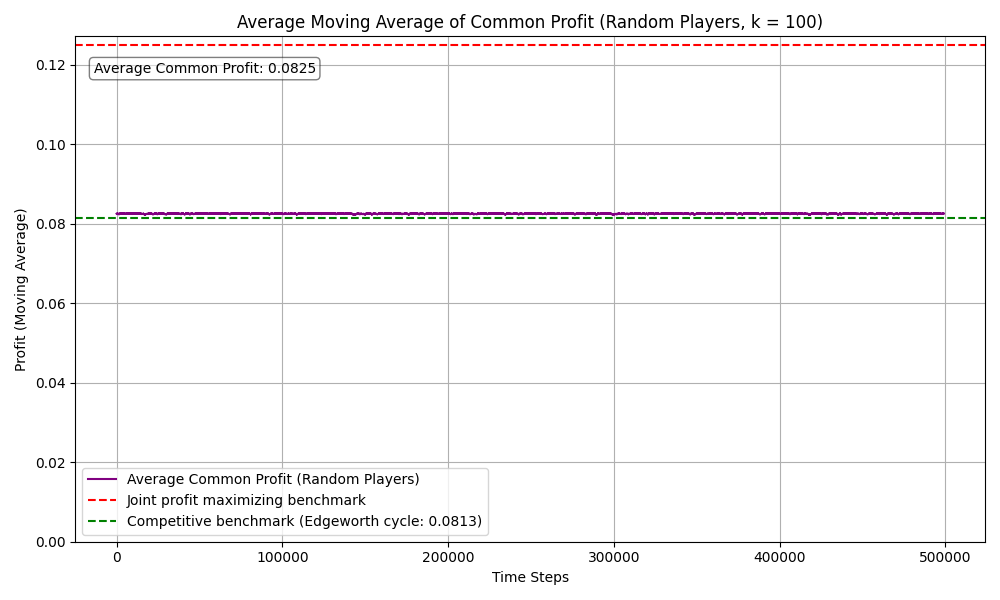 Average Moving Average of Common Profit (Random Players, k = 100)
Profit (Moving Average)
0.12
0.10
0.08
0.06
0.04
0.02
0.00
Average Common Profit: 0.0825
Average Common Profit (Random Players)
Joint profit maximizing benchmark
Competitive benchmark (Edgeworth cycle: 0.0813)
0 100000 200000 300000 400000 500000
Time Steps